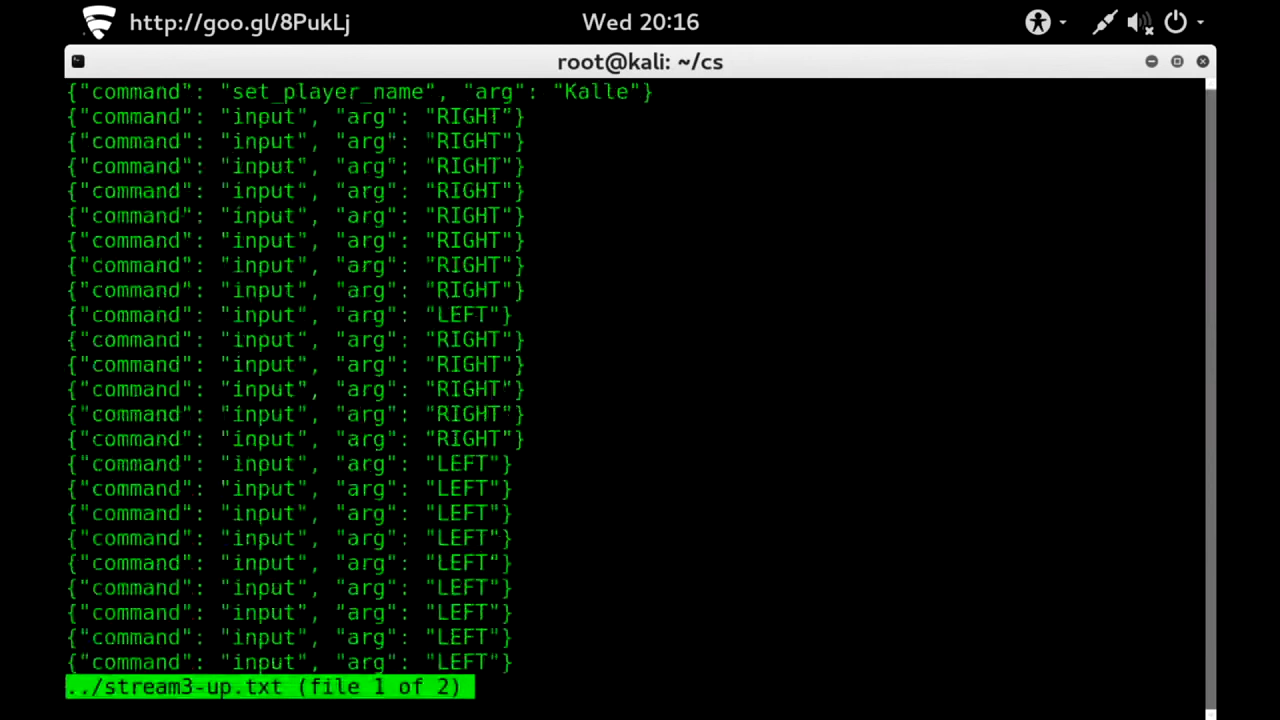 http://goo.gl/8PukLj Wed 20:16
root@kali: ~/cs
{"command": "set_player_name", "arg": "Kalle"}
{"command": "input", "arg": "RIGHT"}
{"command": "input", "arg": "RIGHT"}
{"command": "input", "arg": "RIGHT"}
{"command": "input", "arg": "RIGHT"}
{"command": "input", "arg": "RIGHT"}
{"command": "input", "arg": "RIGHT"}
{"command": "input", "arg": "RIGHT"}
{"command": "input", "arg": "RIGHT"}
{"command": "input", "arg": "LEFT"}
{"command": "input", "arg": "RIGHT"}
{"command": "input", "arg": "RIGHT"}
{"command": "input", "arg": "RIGHT"}
{"command": "input", "arg": "RIGHT"}
{"command": "input", "arg": "RIGHT"}
{"command": "input", "arg": "LEFT"}
{"command": "input", "arg": "LEFT"}
{"command": "input", "arg": "LEFT"}
{"command": "input", "arg": "LEFT"}
{"command": "input", "arg": "LEFT"}
{"command": "input", "arg": "LEFT"}
{"command": "input", "arg": "LEFT"}
{"command": "input", "arg": "LEFT"}
{"command": "input", "arg": "LEFT"}
../stream3-up.txt (file 1 of 2)